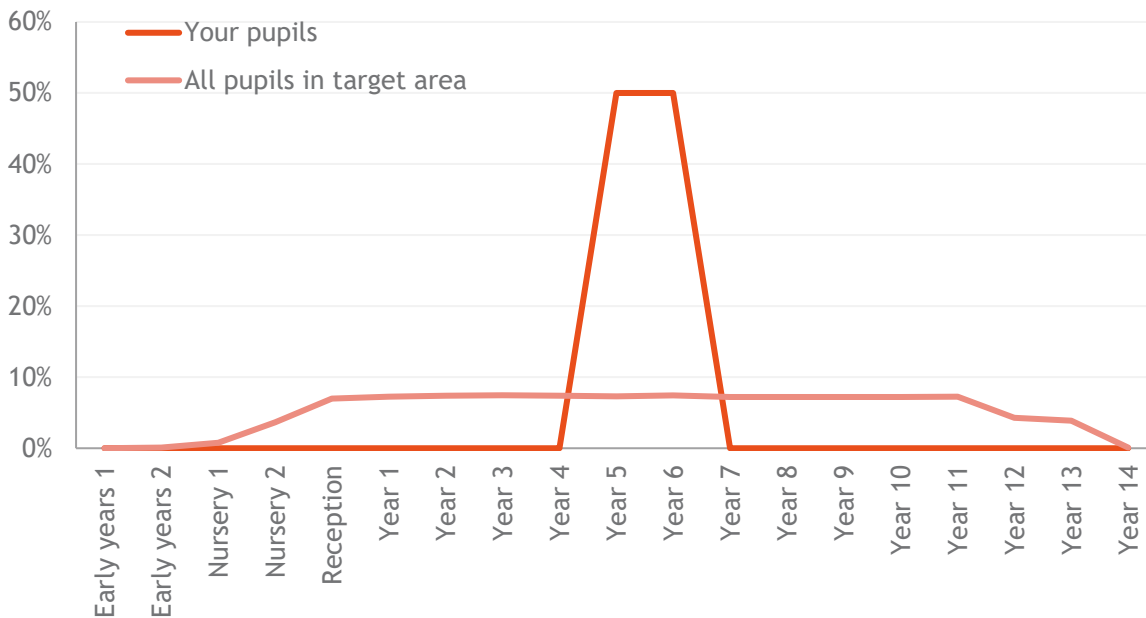 60%
Your pupils
All pupils in target area
50%
40%
30%
20%
10%
0%
Early years 1
Early years 2
Nursery 1
Nursery 2
Reception
Year 1
Year 2
Year 3
Year 4
Year 5
Year 6
Year 7
Year 8
Year 9
Year 10
Year 11
Year 12
Year 13
Year 14